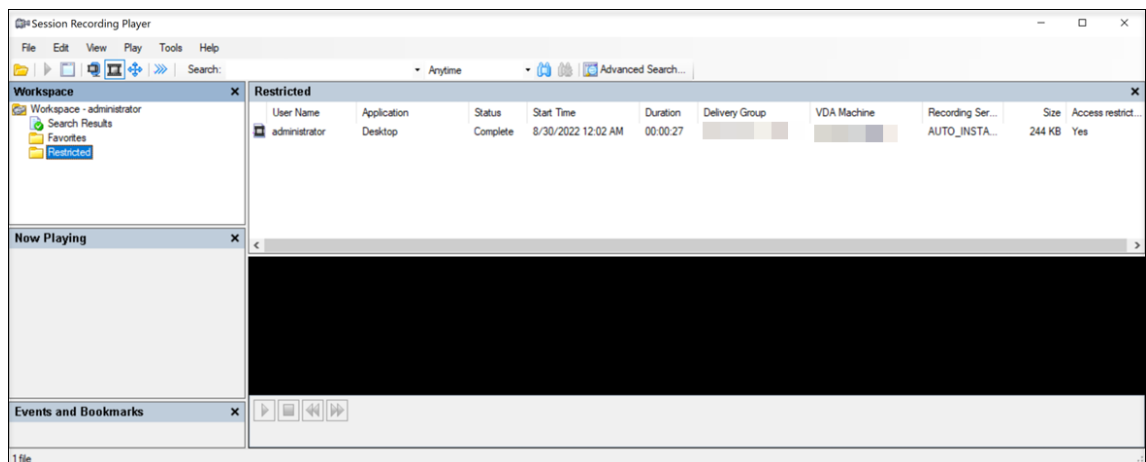 Session Recording Player
File Edit View Play Tools Help
Search: Anytime Advanced Search...
Workspace
Workspace - administrator
Search Results
Favorites
Restricted
Restricted
User Name Application Status Start Time Duration Delivery Group VDA Machine Recording Ser... Size Access restrict...
administrator Desktop Complete 8/30/2022 12:02 AM 00:00:27 AUTO_INSTA... 244 KB Yes
Now Playing
Events and Bookmarks
1 file